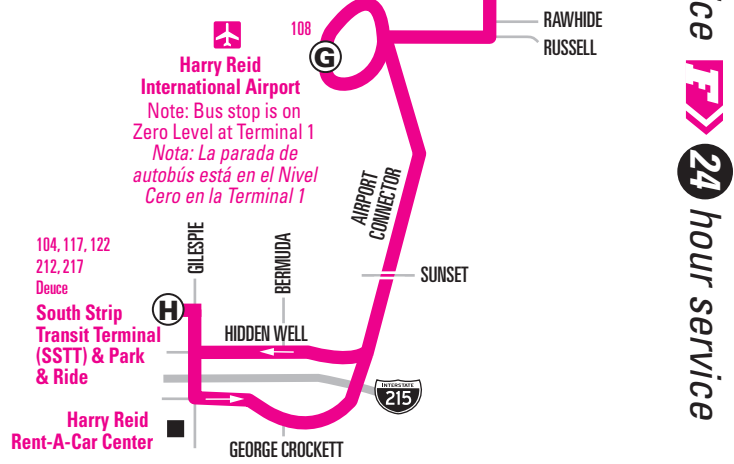 RAWHIDE
RUSSELL
108
G
Harry Reid
International Airport
Note: Bus stop is on
Zero Level at Terminal 1
Nota: La parada de
autobús está en el Nivel
Cero en la Terminal 1
AIRPORT
CONNECTOR
GILESPIE
BERMUDA
SUNSET
104, 117, 122
212, 217
Deuce
H
South Strip
Transit Terminal
(SSTT) & Park
& Ride
HIDDEN WELL
INTERSTATE
215
Harry Reid
Rent-A-Car Center
GEORGE CROCKETT
24 hour service